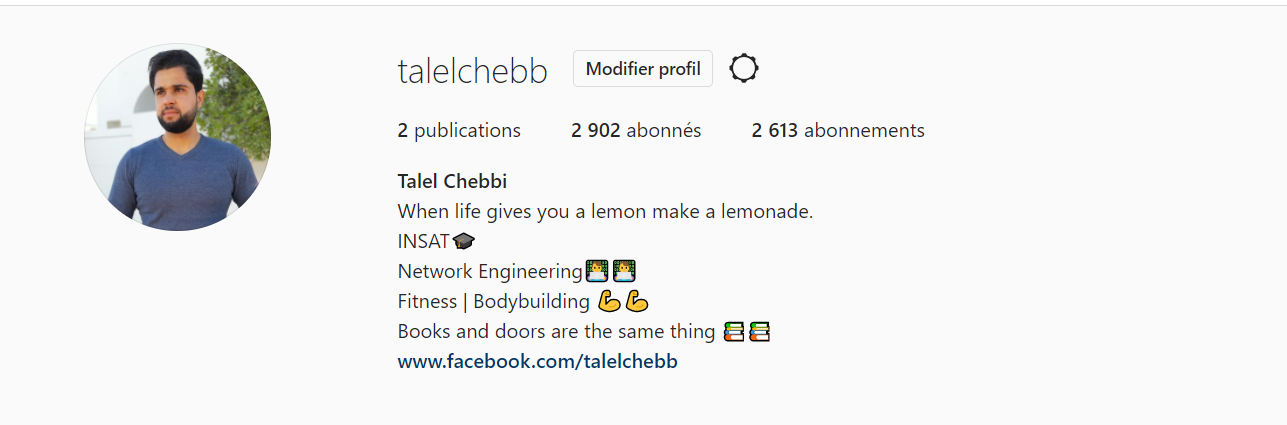 talelchebb Modifier profil
2 publications 2 902 abonnés 2 613 abonnements
Talel Chebbi
When life gives you a lemon make a lemonade.
INSAT🎓
Network Engineering👨‍💻👨‍💻
Fitness | Bodybuilding 💪💪
Books and doors are the same thing 📚📚
www.facebook.com/talelchebb